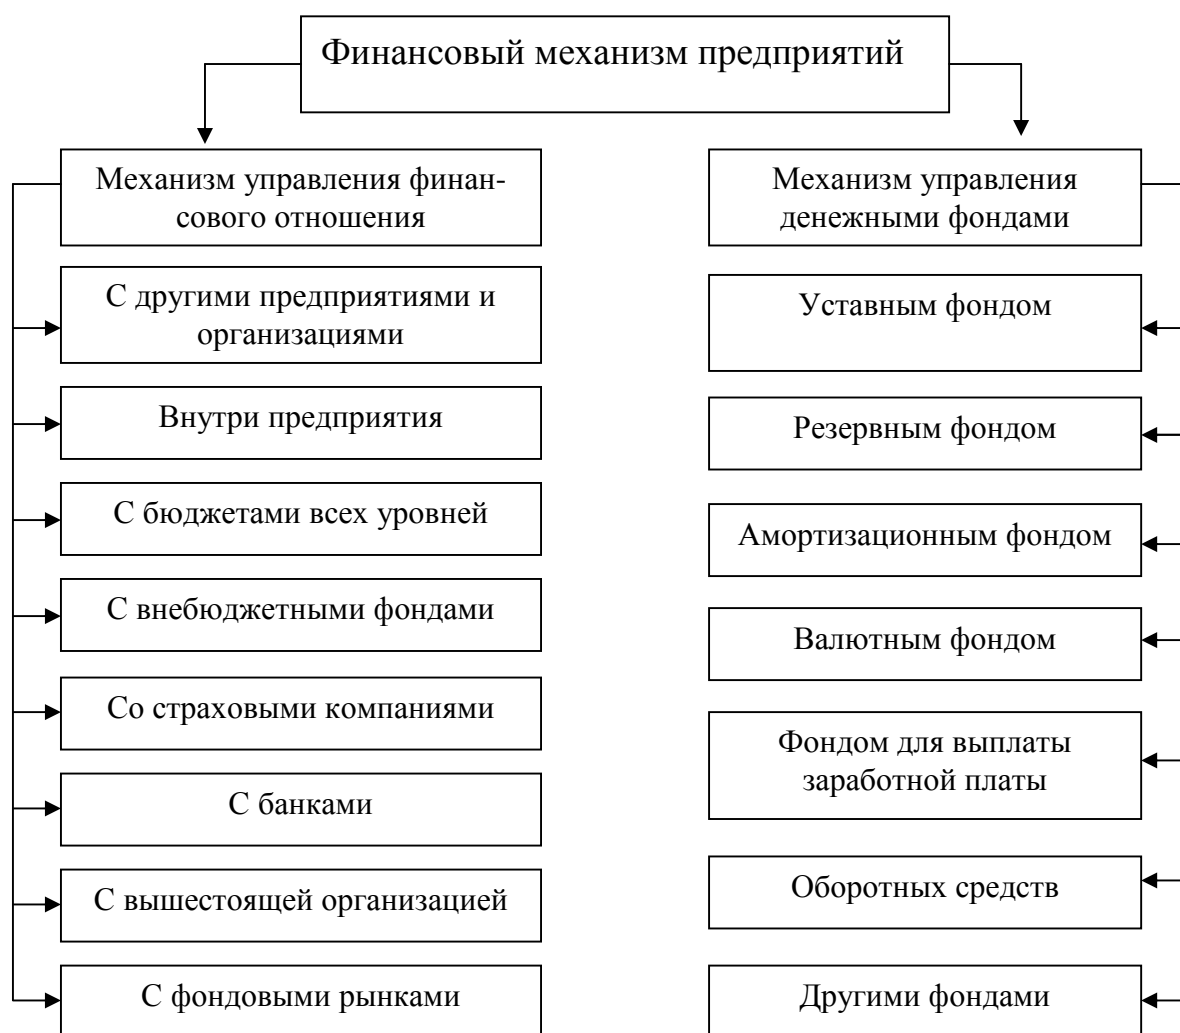 Финансовый механизм предприятий
Механизм управления финан-
сового отношения
С другими предприятиями и
организациями
Внутри предприятия
С бюджетами всех уровней
С внебюджетными фондами
Со страховыми компаниями
С банками
С вышестоящей организацией
С фондовыми рынками
Механизм управления
денежными фондами
Уставным фондом
Резервным фондом
Амортизационным фондом
Валютным фондом
Фондом для выплаты
заработной платы
Оборотных средств
Другими фондами